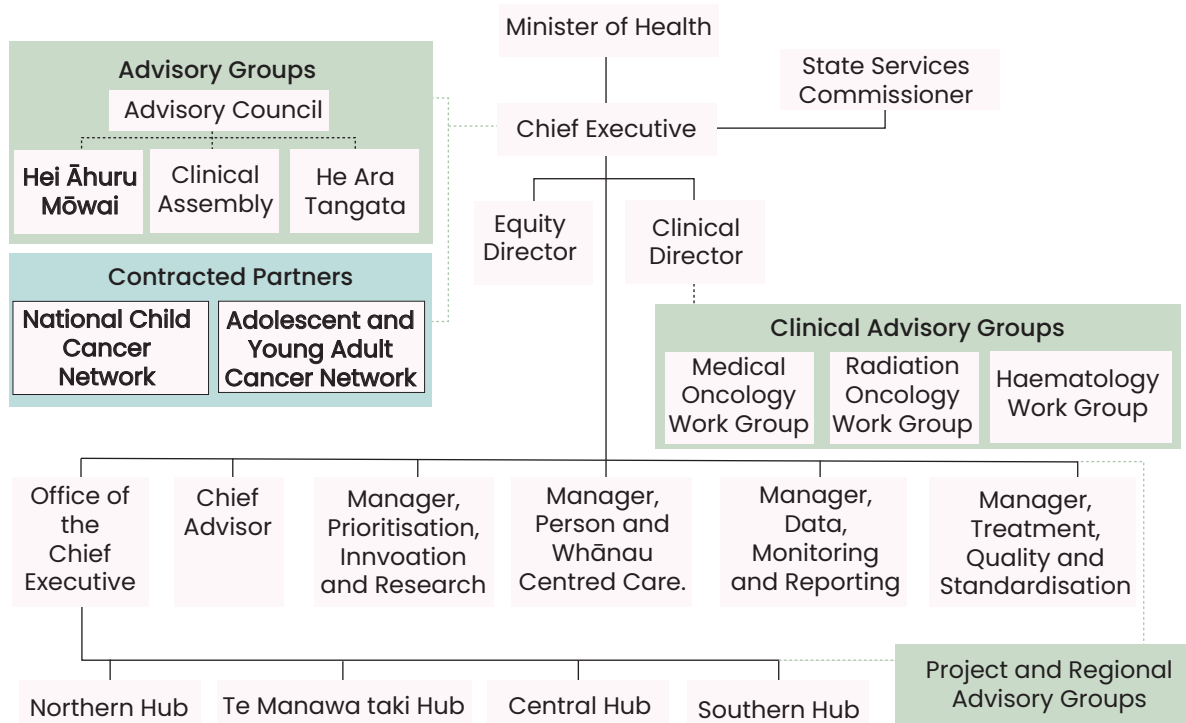 Minister of Health
State Services
Commissioner
Chief Executive
Advisory Groups
Advisory Council
Hei Āhuru
Mōwai
Clinical
Assembly
He Ara
Tangata
Contracted Partners
National Child
Cancer
Network
Adolescent and
Young Adult
Cancer Network
Equity
Director
Clinical
Director
Clinical Advisory Groups
Medical
Oncology
Work Group
Radiation
Oncology
Work Group
Haematology
Work Group
Office of
the
Chief
Executive
Chief
Advisor
Manager,
Prioritisation,
Innvoation
and Research
Manager,
Person and
Whānau
Centred Care.
Manager,
Data,
Monitoring
and Reporting
Manager,
Treatment,
Quality and
Standardisation
Northern Hub
Te Manawa taki Hub
Central Hub
Southern Hub
Project and Regional
Advisory Groups